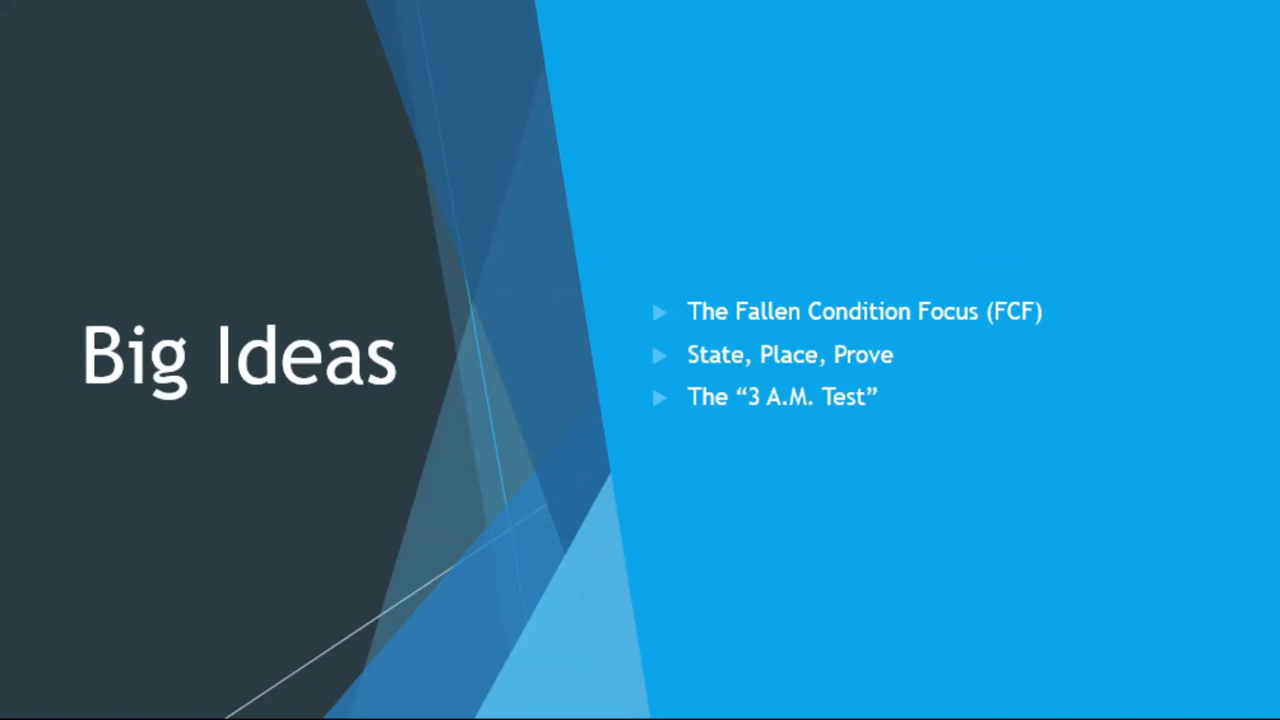 Big Ideas
The Fallen Condition Focus (FCF)
State, Place, Prove
The “3 A.M. Test”